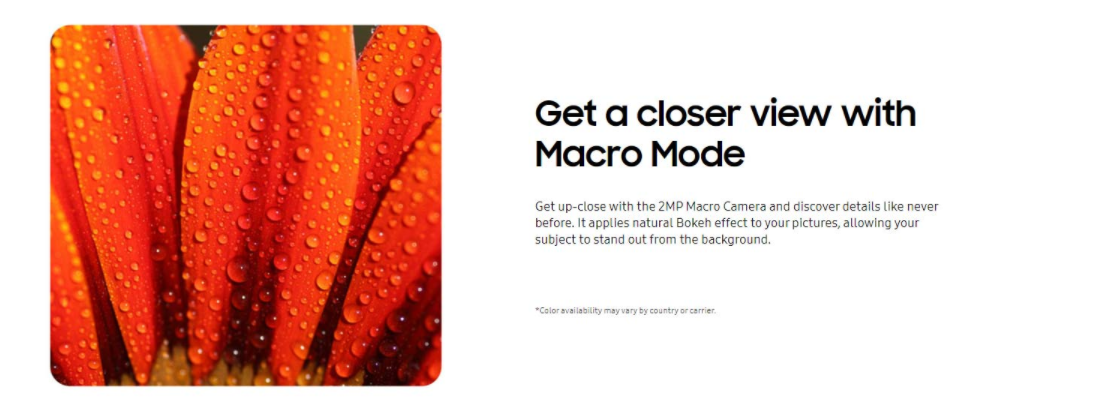 Get a closer view with
Macro Mode
Get up-close with the 2MP Macro Camera and discover details like never
before. It applies natural Bokeh effect to your pictures, allowing your
subject to stand out from the background.
*Color availability may vary by country or carrier.